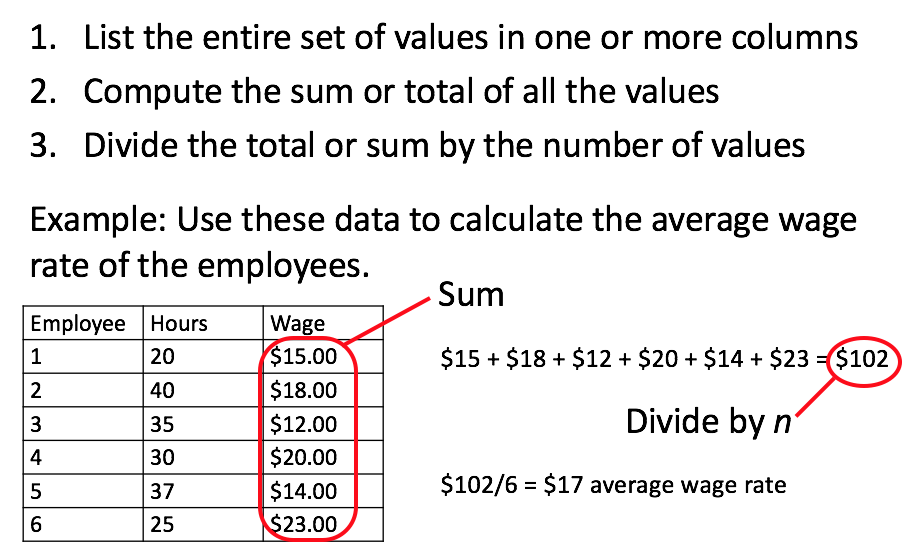 1. List the entire set of values in one or more columns
2. Compute the sum or total of all the values
3. Divide the total or sum by the number of values
Example: Use these data to calculate the average wage
rate of the employees.
Sum
Employee Hours Wage
1 20 $15.00
2 40 $18.00
3 35 $12.00
4 30 $20.00
5 37 $14.00
6 25 $23.00
$15 + $18 + $12 + $20 + $14 + $23 = $102
Divide by n
$102/6 = $17 average wage rate